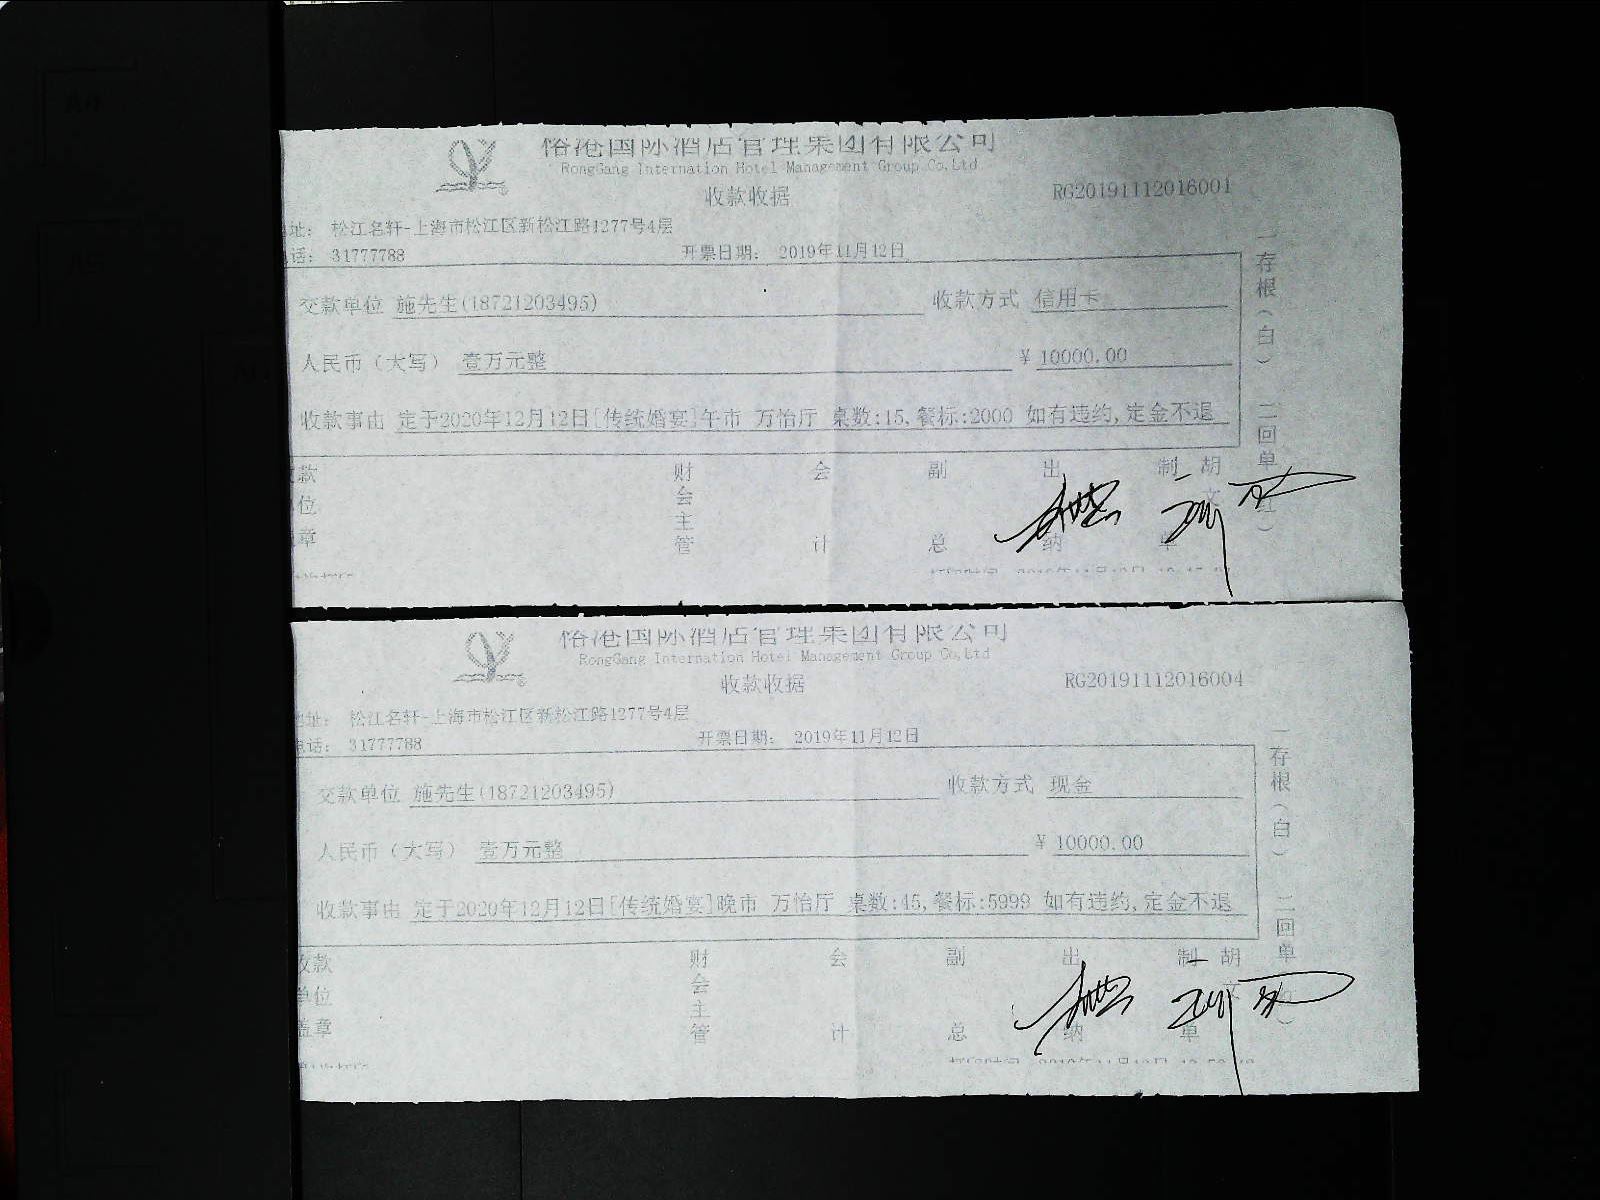 国际酒店管理集团有限公司
RongGang Internation Hotel Management Group Co,Ltd
收款收据
RG20191112016001
址： 松江名轩-上海市松江区新松江路1277号4层
话： 31777788 开票日期： 2019年11月12日
交款单位 施先生(18721203495) 收款方式 信用卡
人民币（大写） 壹万元整 ￥ 10000.00
收款事由 定于2020年12月12日[传统婚宴]午市 万怡厅 桌数:15,餐标:2000 如有违约,定金不退
一存根（白） 二回单
款位章 财会主管 会计 副总 出纳 制单 胡
国际酒店管理集团有限公司
RongGang Internation Hotel Management Group Co,Ltd
收款收据
RG20191112016004
地址： 松江名轩-上海市松江区新松江路1277号4层
电话： 31777788 开票日期： 2019年11月12日
交款单位 施先生(18721203495) 收款方式 现金
人民币（大写） 壹万元整 ￥ 10000.00
收款事由 定于2020年12月12日[传统婚宴]晚市 万怡厅 桌数:45,餐标:5999 如有违约,定金不退
一存根（白） 二回单
收款单位盖章 财会主管 会计 副总 出纳 制单 胡